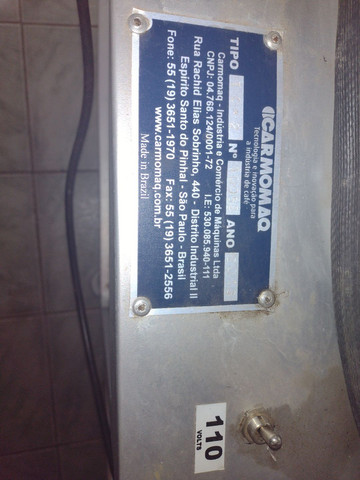 CARMOMAQ
Tecnologia e inovação para
a indústria de café
TIPO Nº ANO
Carmomaq - Indústria e Comércio de Máquinas Ltda
CNPJ: 04.768.124/0001-72 I.E: 530.085.940-111
Rua Rachid Elias Sobrinho, 440 - Distrito Industrial II
Espírito Santo do Pinhal - São Paulo - Brasil
Fone: 55 (19) 3651-1970 Fax: 55 (19) 3651-2556
www.carmomaq.com.br
Made in Brazil
110
VOLTS